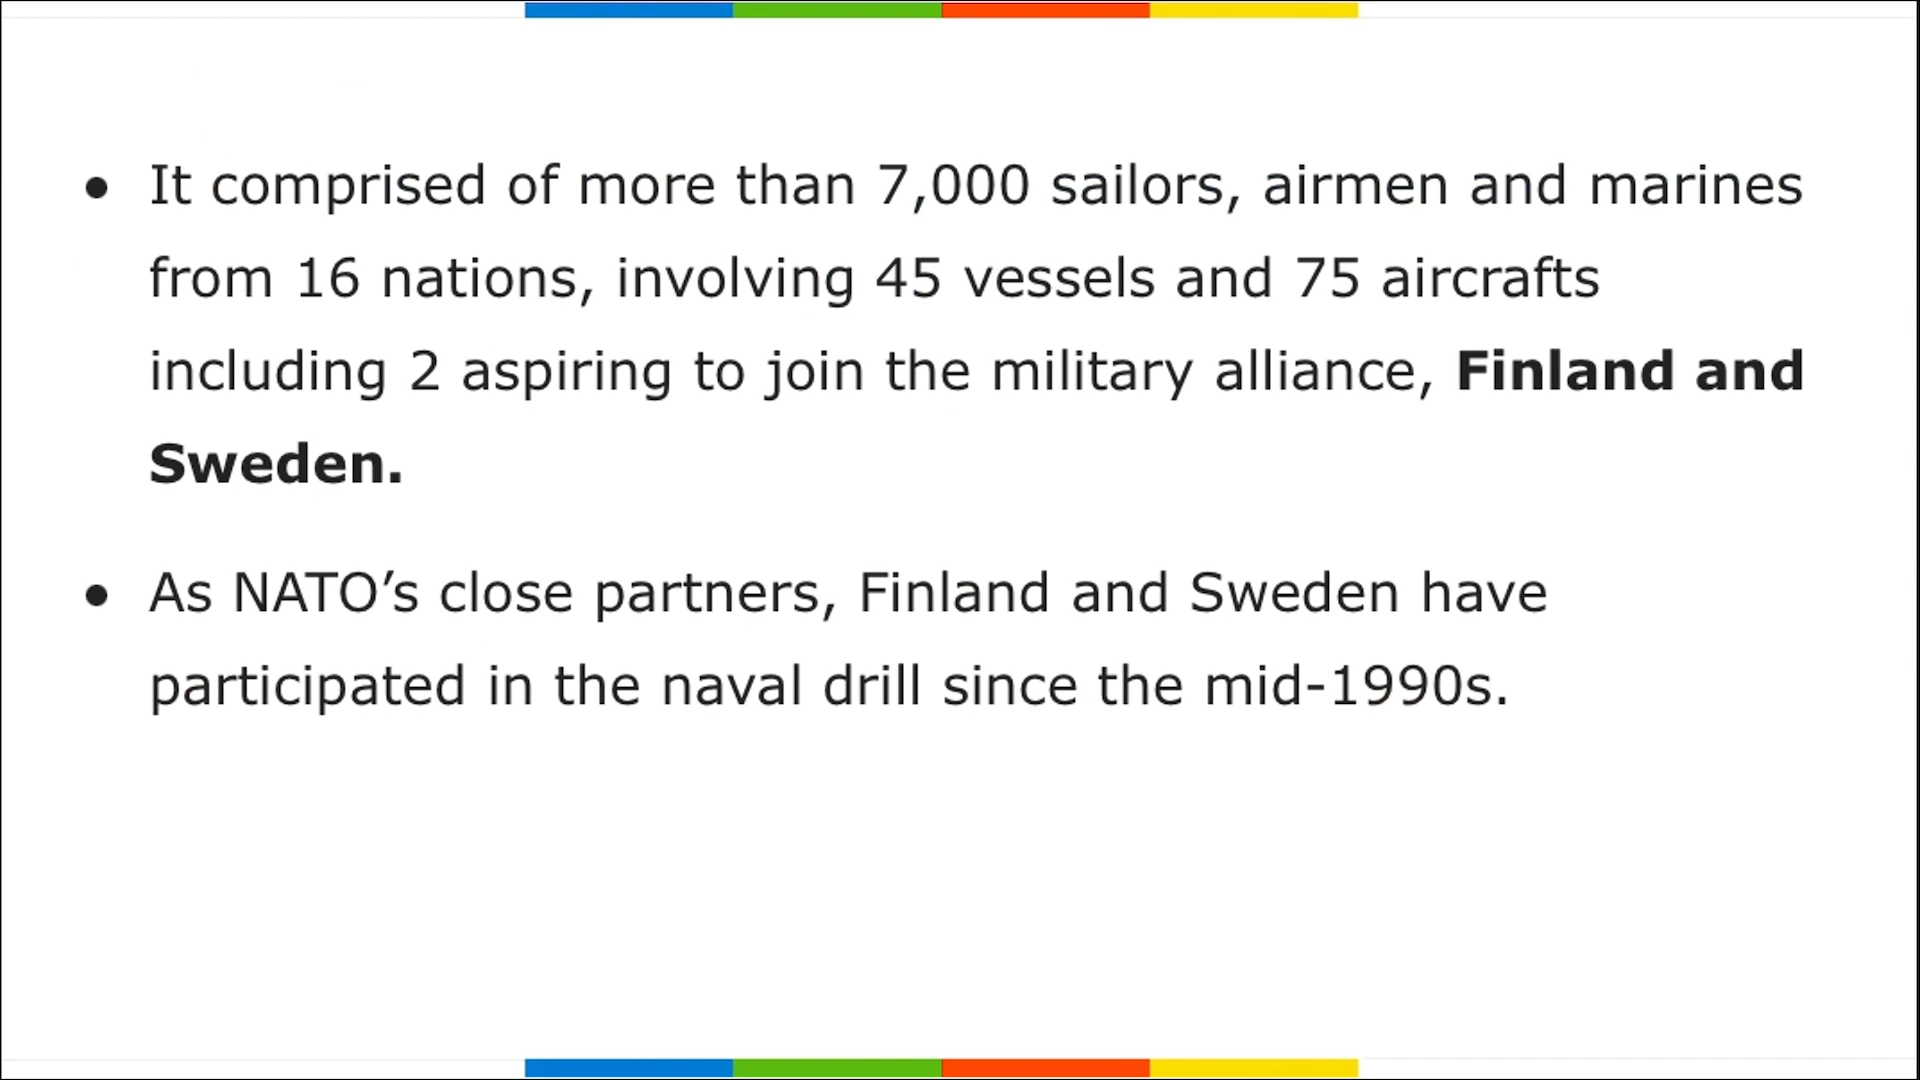 ● It comprised of more than 7,000 sailors, airmen and marines
from 16 nations, involving 45 vessels and 75 aircrafts
including 2 aspiring to join the military alliance, Finland and
Sweden.
● As NATO’s close partners, Finland and Sweden have
participated in the naval drill since the mid-1990s.